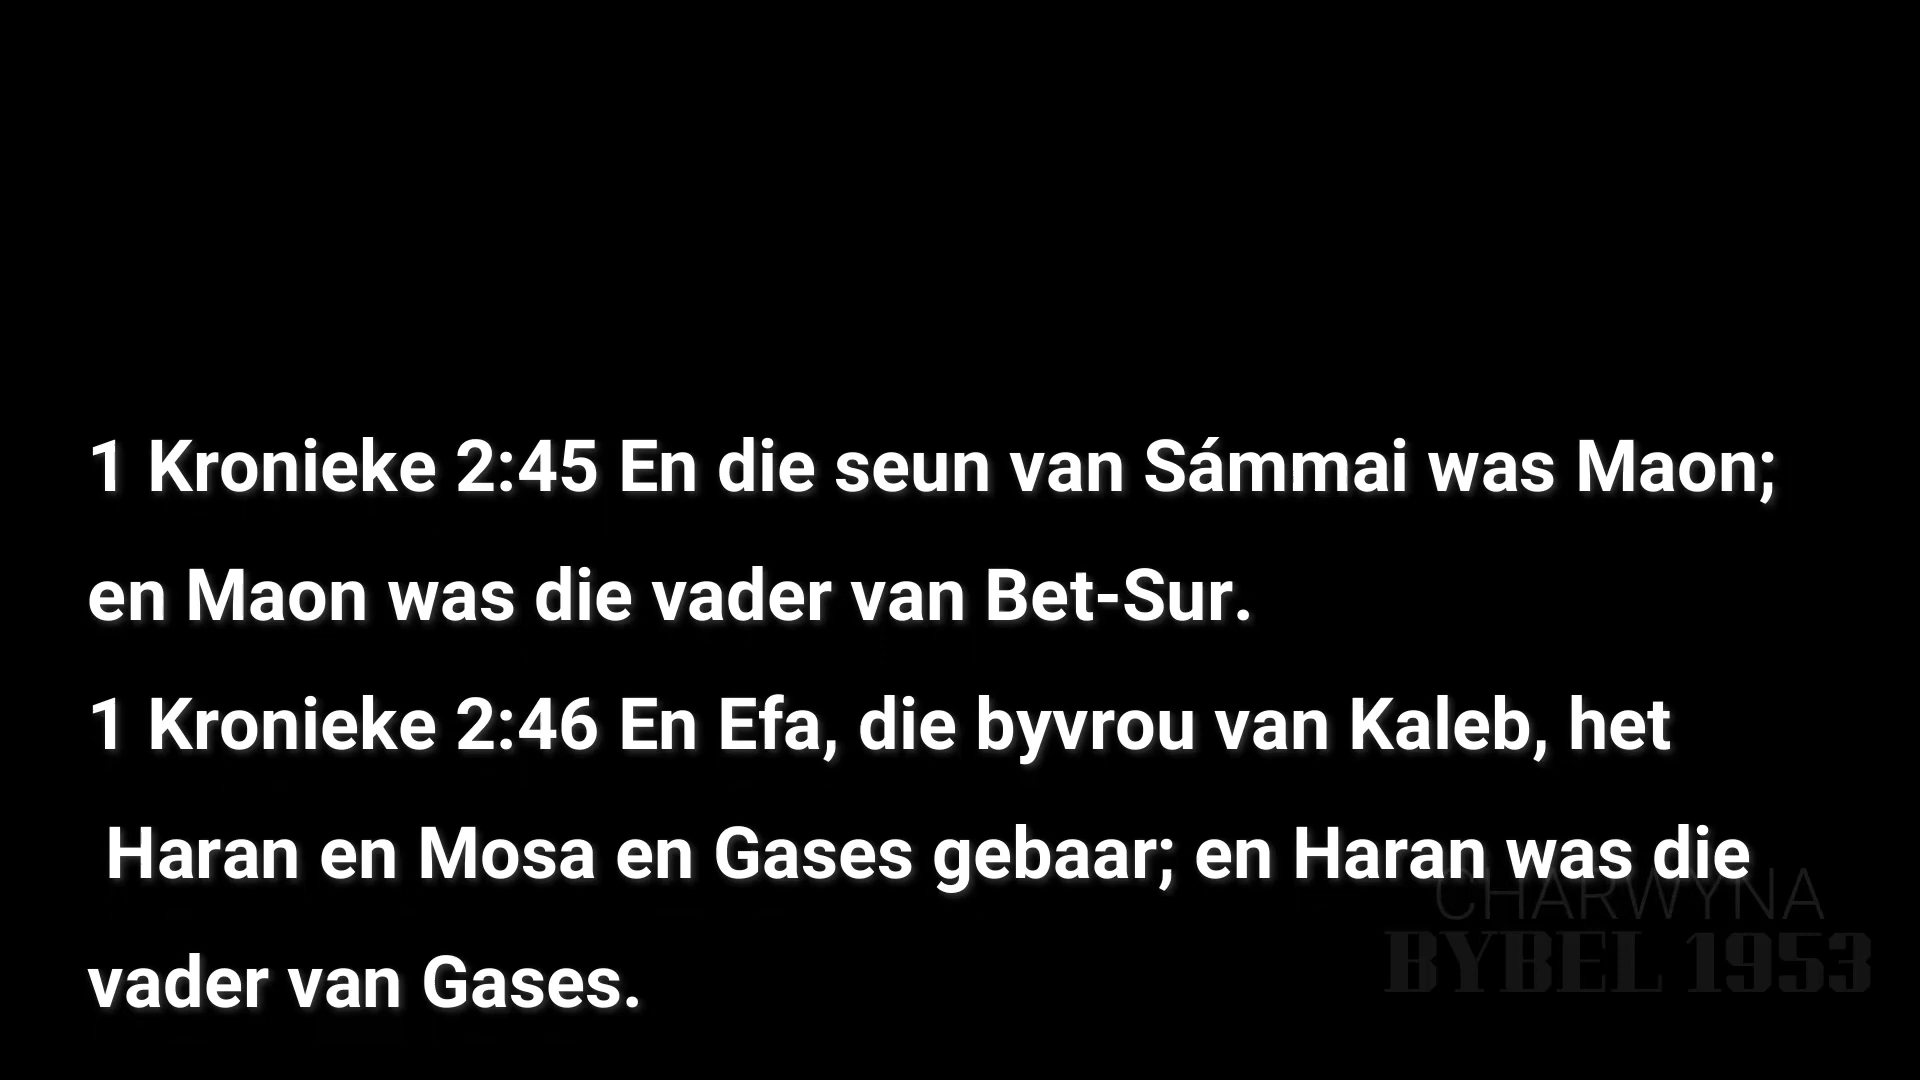 1 Kronieke 2:45 En die seun van Sámmai was Maon;
en Maon was die vader van Bet-Sur.
1 Kronieke 2:46 En Efa, die byvrou van Kaleb, het
Haran en Mosa en Gases gebaar; en Haran was die
vader van Gases.
CHARWYNA
BYBEL 1953